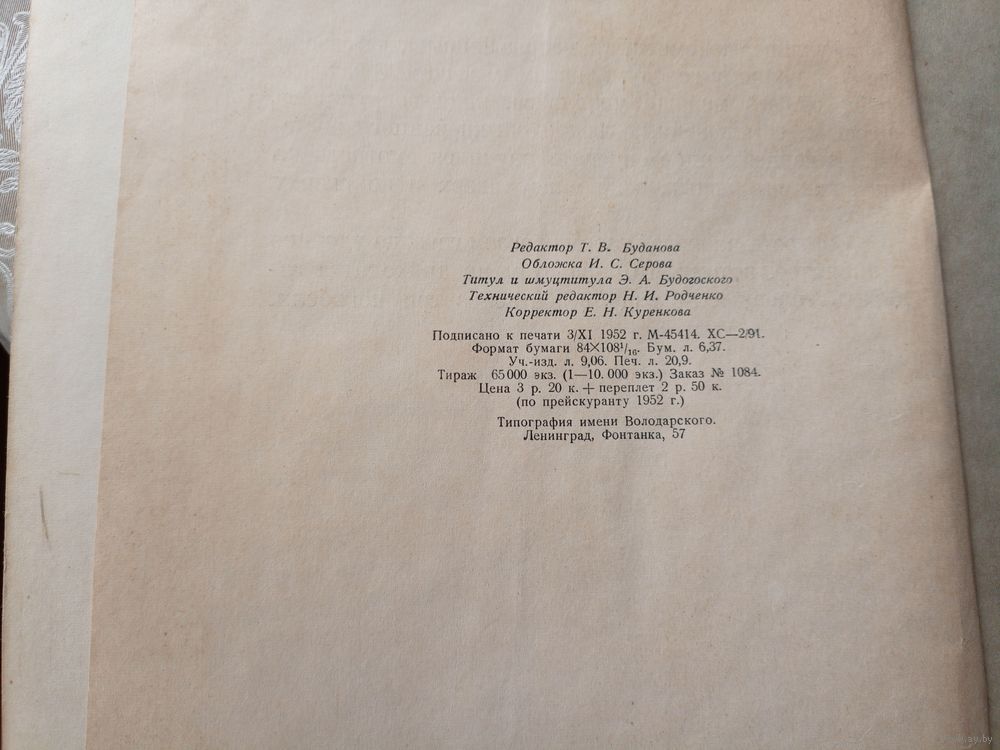 Редактор Т. В. Буданова
Обложка И. С. Серова
Титул и шмуцтитула Э. А. Будогоского
Технический редактор Н. И. Родченко
Корректор Е. Н. Куренкова
Подписано к печати 3/XI 1952 г. М-45414. ХС—2/91.
Формат бумаги 84×108¹/₁₆. Бум. л. 6,37.
Уч.-изд. л. 9,06. Печ. л. 20,9.
Тираж 65000 экз. (1—10.000 экз.) Заказ № 1084.
Цена 3 р. 20 к. + переплет 2 р. 50 к.
(по прейскуранту 1952 г.)
Типография имени Володарского.
Ленинград, Фонтанка, 57